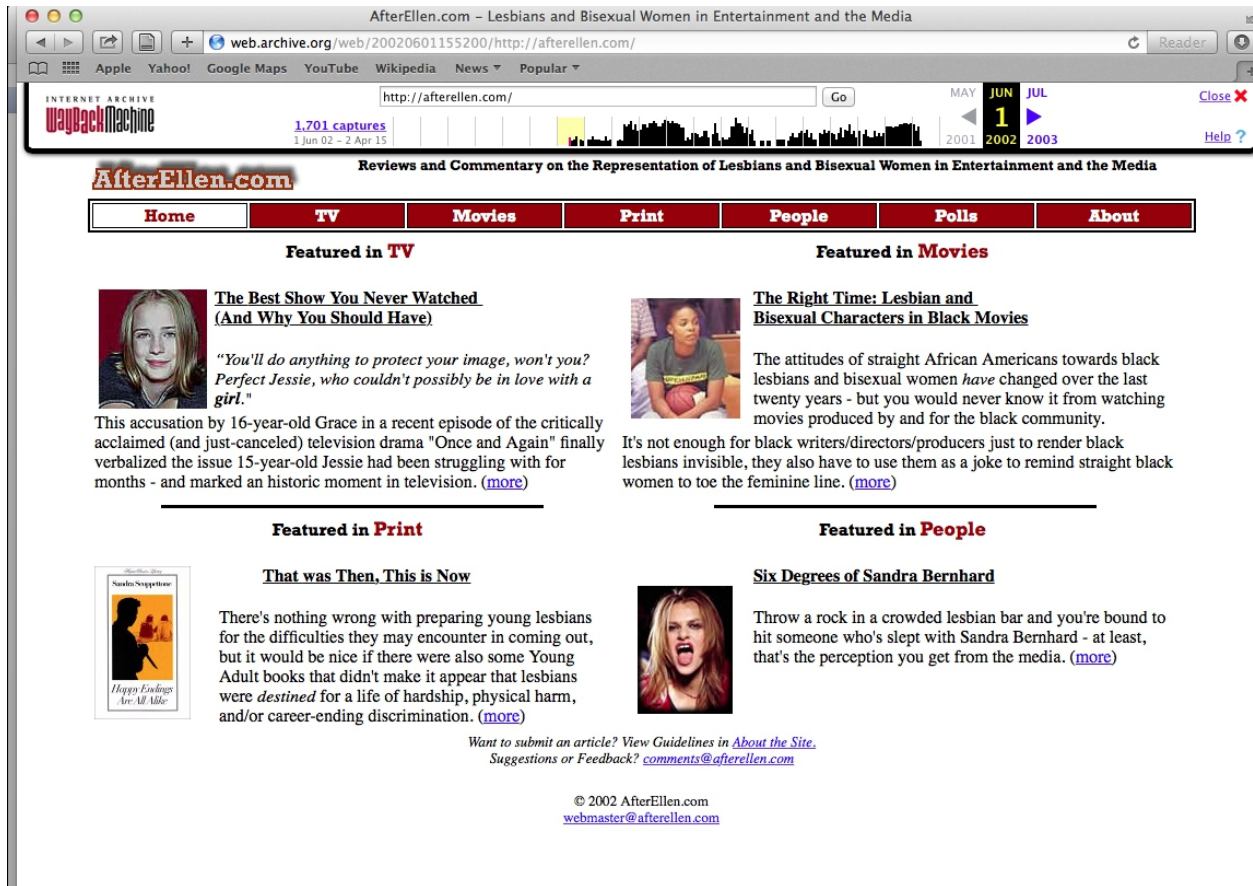 AfterEllen.com – Lesbians and Bisexual Women in Entertainment and the Media
web.archive.org/web/20020601155200/http://afterellen.com/
Reader
Apple Yahoo! Google Maps YouTube Wikipedia News Popular
INTERNET ARCHIVE
WayBackMachine
http://afterellen.com/
Go
1,701 captures
1 Jun 02 – 2 Apr 15
MAY JUN JUL
1
2001 2002 2003
Close
Help ?
AfterEllen.com
Reviews and Commentary on the Representation of Lesbians and Bisexual Women in Entertainment and the Media
Home TV Movies Print People Polls About
Featured in TV
The Best Show You Never Watched
(And Why You Should Have)
“You'll do anything to protect your image, won't you?
Perfect Jessie, who couldn't possibly be in love with a
girl."
This accusation by 16-year-old Grace in a recent episode of the critically
acclaimed (and just-canceled) television drama "Once and Again" finally
verbalized the issue 15-year-old Jessie had been struggling with for
months - and marked an historic moment in television. (more)
Featured in Movies
The Right Time: Lesbian and
Bisexual Characters in Black Movies
The attitudes of straight African Americans towards black
lesbians and bisexual women have changed over the last
twenty years - but you would never know it from watching
movies produced by and for the black community.
It's not enough for black writers/directors/producers just to render black
lesbians invisible, they also have to use them as a joke to remind straight black
women to toe the feminine line. (more)
Featured in Print
Sandra Scoppettone
Happy Endings
Are All Alike
That was Then, This is Now
There's nothing wrong with preparing young lesbians
for the difficulties they may encounter in coming out,
but it would be nice if there were also some Young
Adult books that didn't make it appear that lesbians
were destined for a life of hardship, physical harm,
and/or career-ending discrimination. (more)
Featured in People
Six Degrees of Sandra Bernhard
Throw a rock in a crowded lesbian bar and you're bound to
hit someone who's slept with Sandra Bernhard - at least,
that's the perception you get from the media. (more)
Want to submit an article? View Guidelines in About the Site.
Suggestions or Feedback? comments@afterellen.com
© 2002 AfterEllen.com
webmaster@afterellen.com